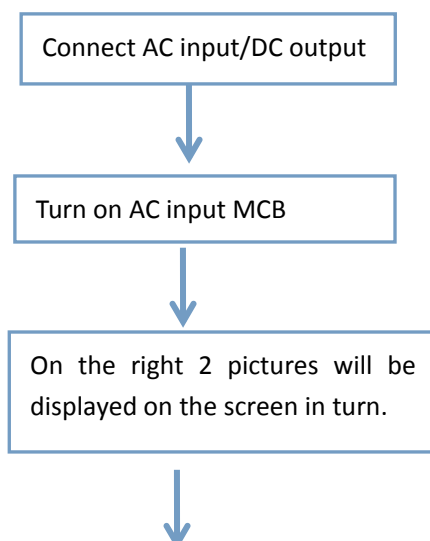 Connect AC input/DC output
Turn on AC input MCB
On the right 2 pictures will be
displayed on the screen in turn.